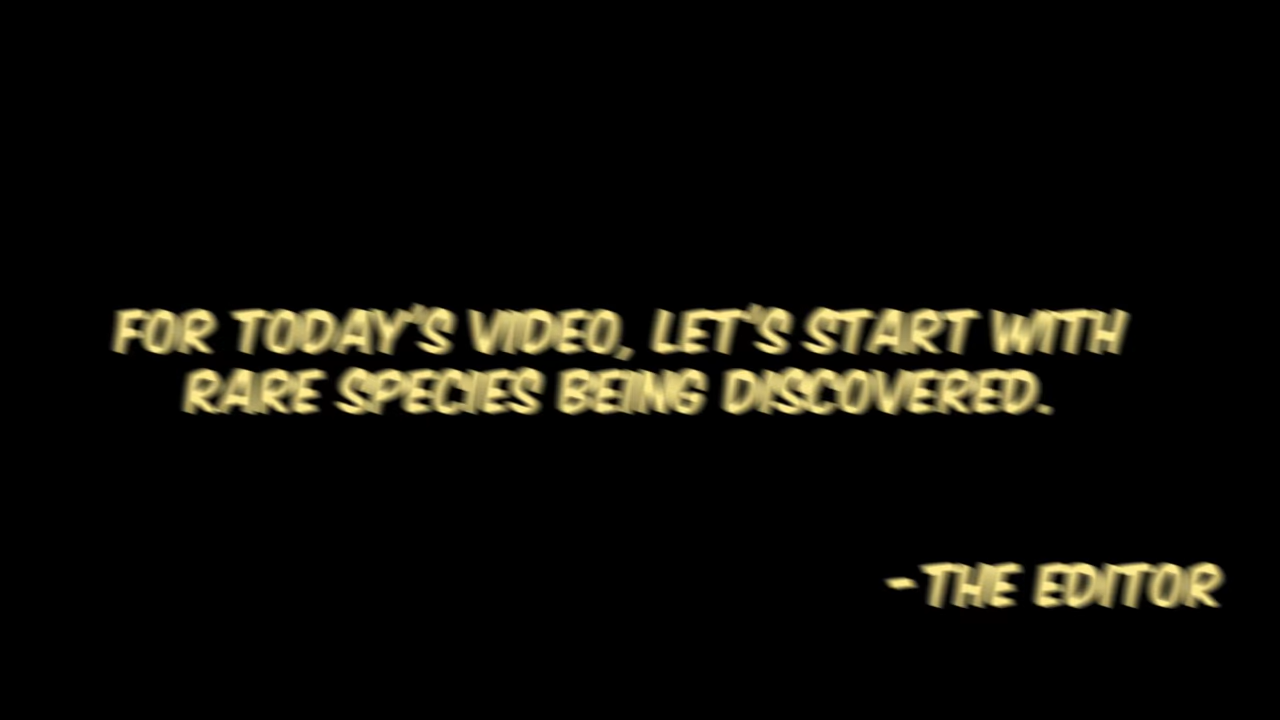 FOR TODAY'S VIDEO, LET'S START WITH
RARE SPECIES BEING DISCOVERED.
-THE EDITOR